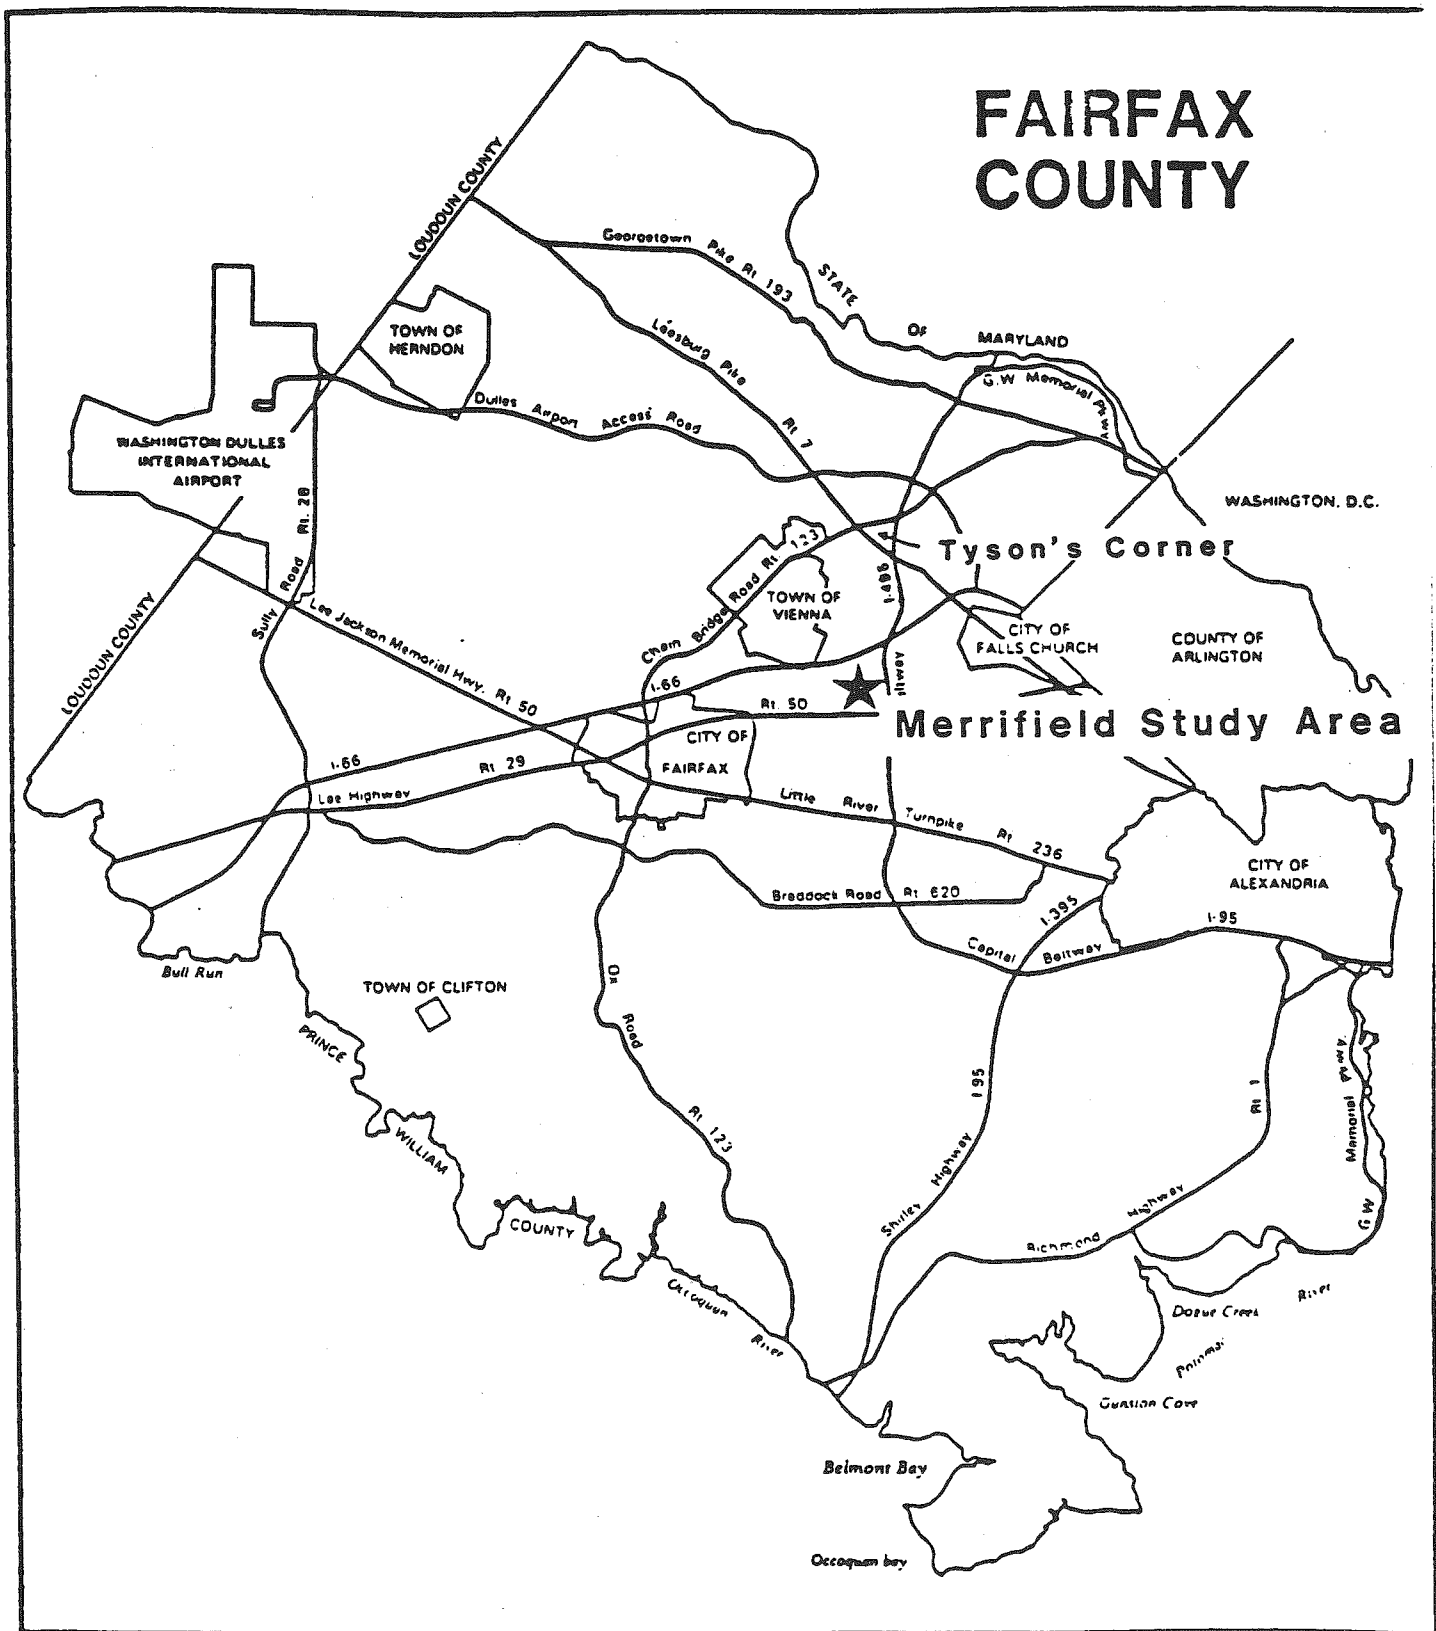 FAIRFAX
COUNTY
LOUDOUN COUNTY
Georgetown Pike Rt 193
STATE OF MARYLAND
TOWN OF
HERNDON
Leesburg Pike Rt 7
G.W Memorial Pkwy
Dulles Airport Access Road
WASHINGTON DULLES
INTERNATIONAL
AIRPORT
WASHINGTON, D.C.
Rt. 28
Sully Road
Tyson's Corner
Chain Bridge Road Rt 123
I-495
TOWN OF
VIENNA
CITY OF
FALLS CHURCH
COUNTY OF
ARLINGTON
LOUDOUN COUNTY
Lee Jackson Memorial Hwy. Rt 50
I-66
Rt. 50
ltway
Merrifield Study Area
CITY OF
FAIRFAX
I-66
Rt 29
Lee Highway
Little River Turnpike Rt 236
CITY OF
ALEXANDRIA
Braddock Road Rt 620
I-395
I-95
Capital Beltway
Bull Run
TOWN OF CLIFTON
Ox Road
Rt 123
PRINCE
WILLIAM
COUNTY
I 95
Shirley Highway
Rt 1
Richmond Highway
G W Memorial Pkwy
Occoquan River
Dogue Creek
River
Gunston Cove
Belmont Bay
Occoquan bay